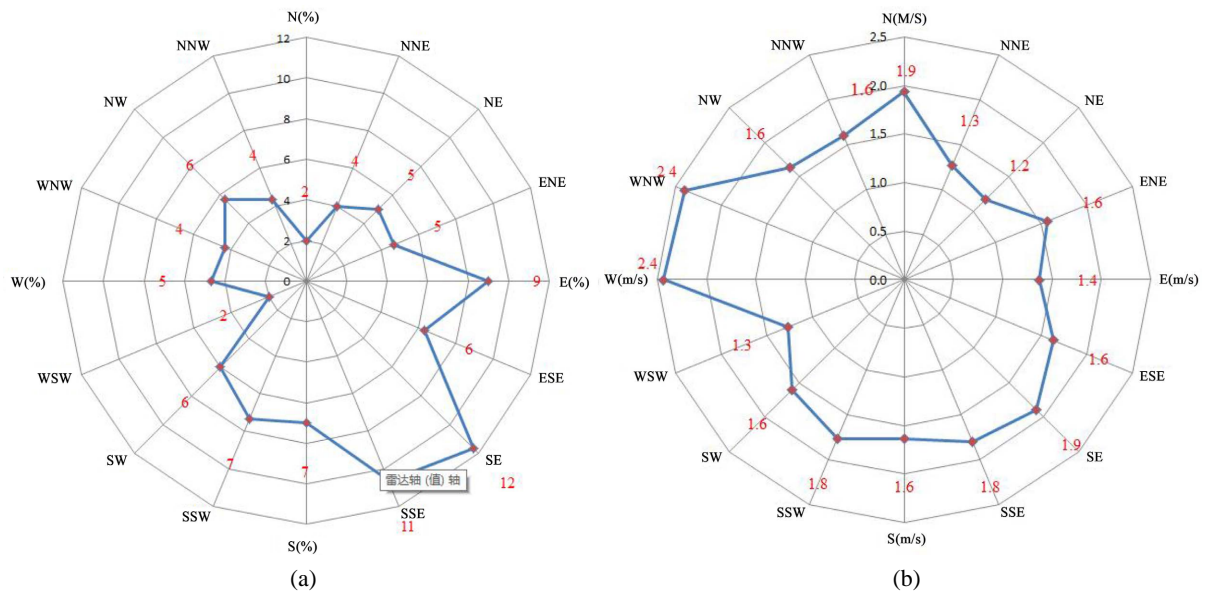 N(%)
12
NNW
NNE
10
NW
NE
8
6
4
4
6
5
WNW
ENE
4
2
4
5
2
W(%)
5
0
9
E(%)
2
6
WSW
ESE
6
7
7
SW
SE
雷达轴 (值) 轴
12
SSW
SSE
11
S(%)
(a)
N(M/S)
2.5
NNW
NNE
1.9
2.0
1.6
NW
NE
1.6
1.5
1.3
1.2
2.4
WNW
1.0
ENE
1.6
0.5
2.4
W(m/s)
0.0
1.4
E(m/s)
1.3
1.6
WSW
ESE
1.6
1.9
SW
SE
1.8
1.6
1.8
SSW
SSE
S(m/s)
(b)